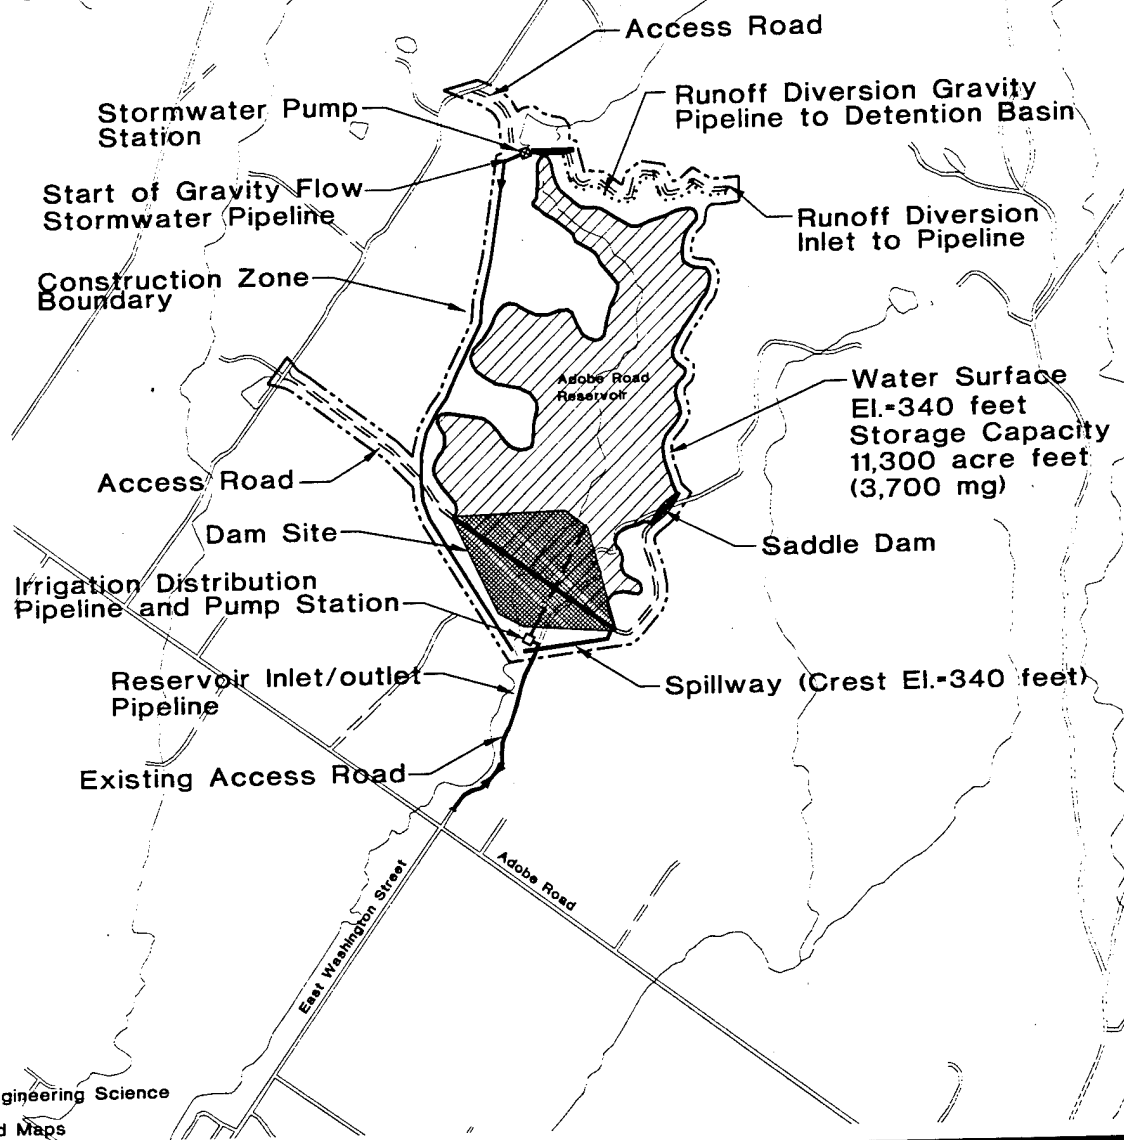 Access Road
Stormwater Pump
Station
Runoff Diversion Gravity
Pipeline to Detention Basin
Start of Gravity Flow
Stormwater Pipeline
Runoff Diversion
Inlet to Pipeline
Construction Zone
Boundary
Adobe Road
Reservoir
Water Surface
El.=340 feet
Storage Capacity
11,300 acre feet
(3,700 mg)
Access Road
Dam Site
Saddle Dam
Irrigation Distribution
Pipeline and Pump Station
Reservoir Inlet/outlet
Pipeline
Spillway (Crest El.=340 feet)
Existing Access Road
Adobe Road
East Washington Street
gineering Science
d Maps